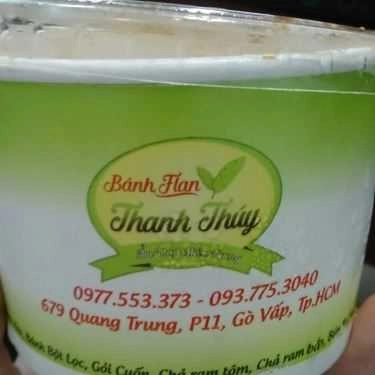 Bánh Flan
Thanh Thúy
0977.553.373 - 093.775.3040
679 Quang Trung, P11, Gò Vấp, Tp.HCM
Bánh Bột Lọc, Gỏi Cuốn, Chả ram tôm, Chả ram bắp,